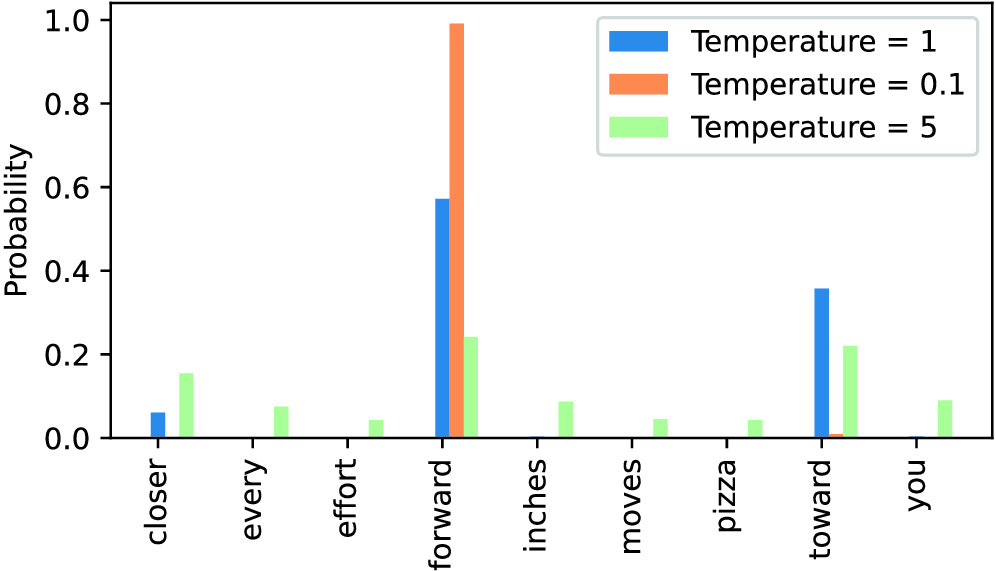 Probability
1.0
0.8
0.6
0.4
0.2
0.0
Temperature = 1
Temperature = 0.1
Temperature = 5
closer
every
effort
forward
inches
moves
pizza
toward
you